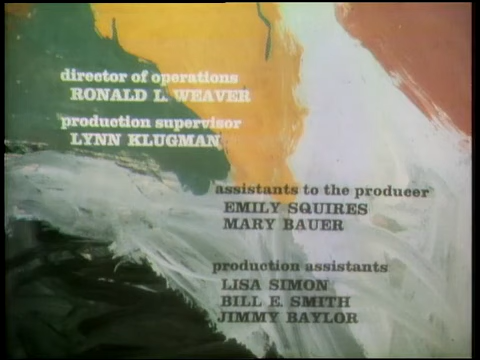 director of operations
RONALD L. WEAVER
production supervisor
LYNN KLUGMAN
assistants to the producer
EMILY SQUIRES
MARY BAUER
production assistants
LISA SIMON
BILL E. SMITH
JIMMY BAYLOR